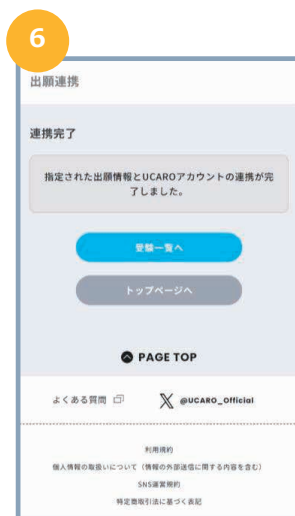 6
出願連携
連携完了
指定された出願情報とUCAROアカウントの連携が完
了しました。
受験一覧へ
トップページへ
PAGE TOP
よくある質問 @UCARO_Official
利用規約
個人情報の取扱いについて（情報の外部送信に関する内容を含む）
SNS運営規約
特定商取引法に基づく表記